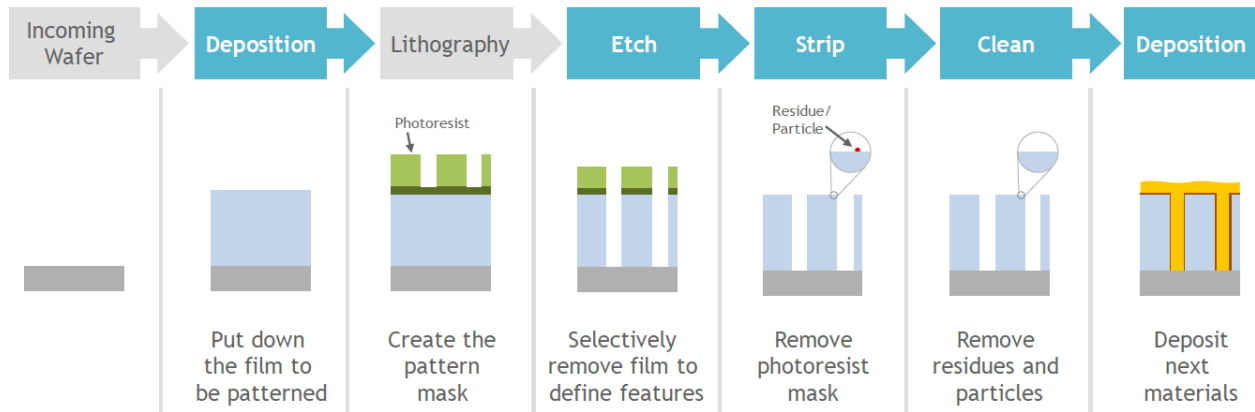 Incoming
Wafer
Deposition
Lithography
Etch
Strip
Clean
Deposition
Photoresist
Residue/
Particle
Put down
the film to
be patterned
Create the
pattern
mask
Selectively
remove film to
define features
Remove
photoresist
mask
Remove
residues and
particles
Deposit
next
materials